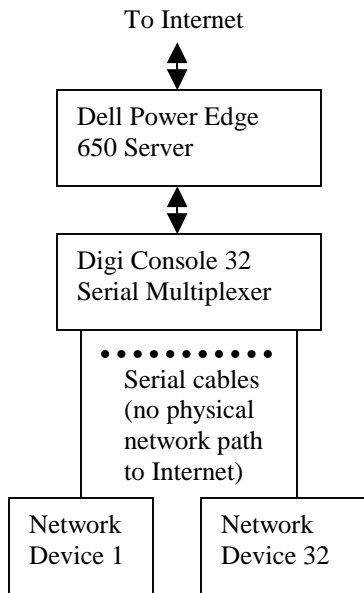 To Internet
Dell Power Edge
650 Server
Digi Console 32
Serial Multiplexer
Serial cables
(no physical
network path
to Internet)
Network
Device 1
Network
Device 32